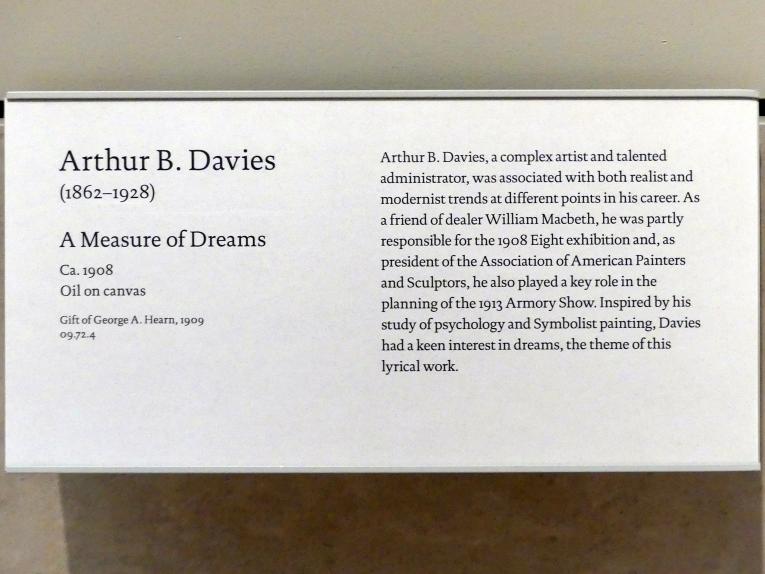 Arthur B. Davies
(1862–1928)
A Measure of Dreams
Ca. 1908
Oil on canvas
Gift of George A. Hearn, 1909
09.72.4
Arthur B. Davies, a complex artist and talented
administrator, was associated with both realist and
modernist trends at different points in his career. As
a friend of dealer William Macbeth, he was partly
responsible for the 1908 Eight exhibition and, as
president of the Association of American Painters
and Sculptors, he also played a key role in the
planning of the 1913 Armory Show. Inspired by his
study of psychology and Symbolist painting, Davies
had a keen interest in dreams, the theme of this
lyrical work.